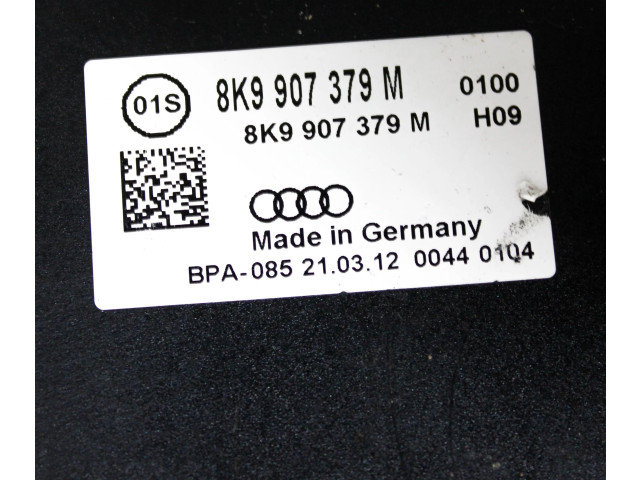 01S 8K9 907 379 M 0100
8K9 907 379 M H09
Made in Germany
BPA-085 21.03.12 0044 0104